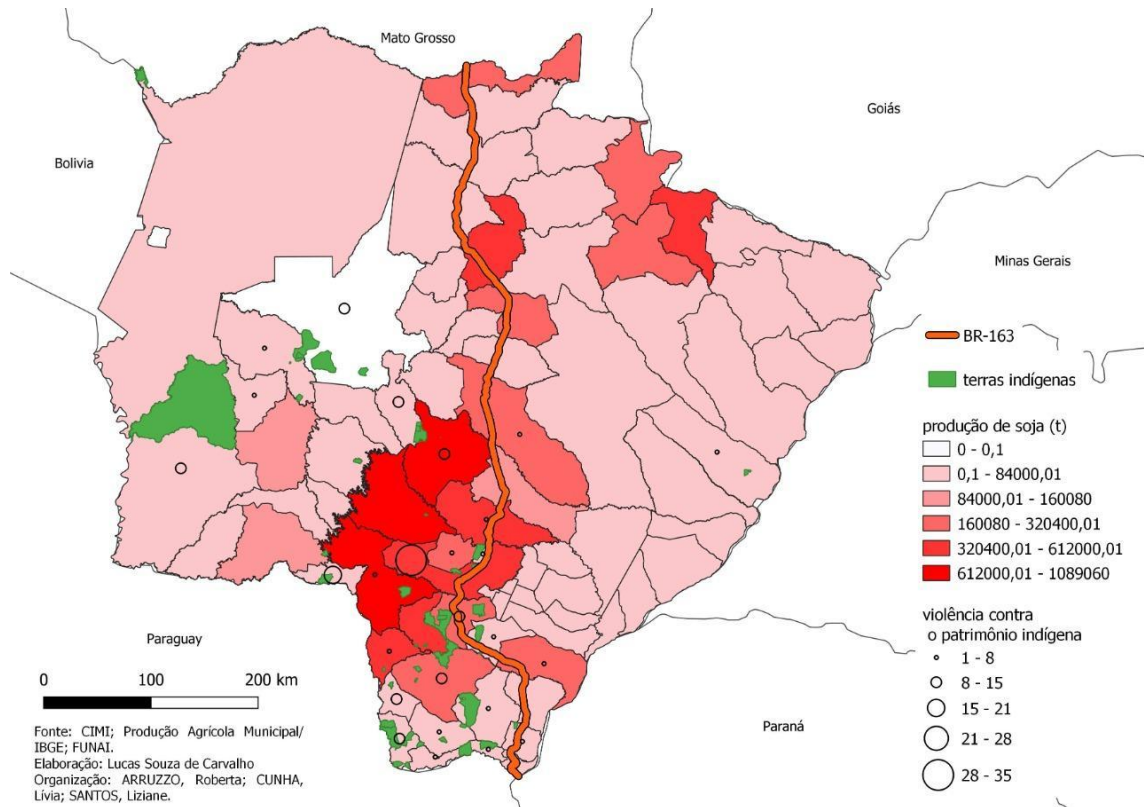 Mato Grosso
Goiás
Bolivia
Minas Gerais
BR-163
terras indígenas
produção de soja (t)
0 - 0,1
0,1 - 84000,01
84000,01 - 160080
160080 - 320400,01
320400,01 - 612000,01
612000,01 - 1089060
violência contra
o patrimônio indígena
1 - 8
8 - 15
15 - 21
21 - 28
28 - 35
Paraguay
Paraná
0 100 200 km
Fonte: CIMI; Produção Agrícola Municipal/
IBGE; FUNAI.
Elaboração: Lucas Souza de Carvalho
Organização: ARRUZZO, Roberta; CUNHA,
Lívia; SANTOS, Liziane.